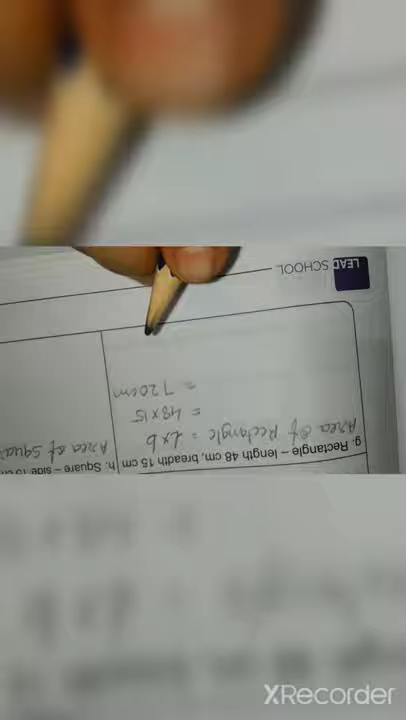 g. Rectangle – length 48 cm, breadth 15 cm
Area of Rectangle = l × b
= 48 × 15
= 720cm
h. Square – side
Area of
LEAD SCHOOL
XRecorder